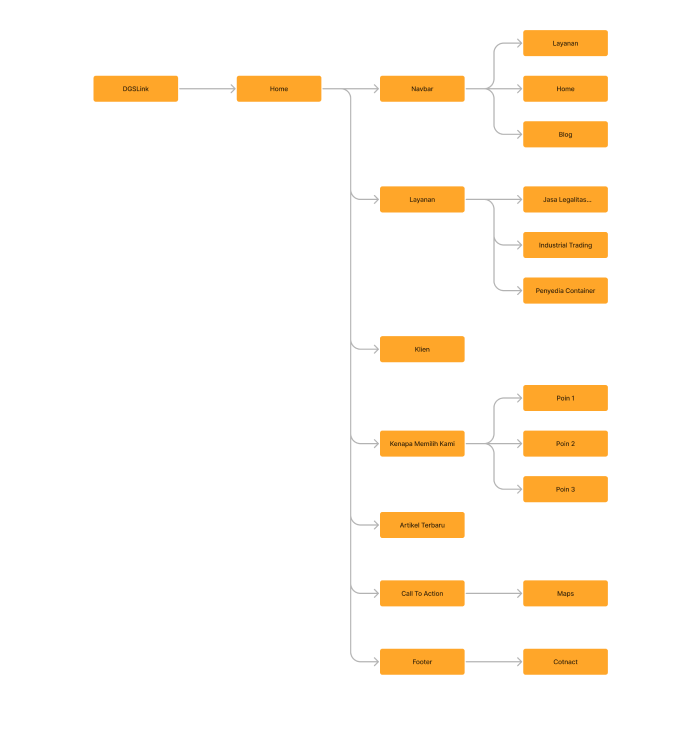 Layanan
DGSLink
Home
Navbar
Home
Blog
Layanan
Jasa Legalitas...
Industrial Trading
Penyedia Container
Klien
Poin 1
Kenapa Memilih Kami
Poin 2
Poin 3
Artikel Terbaru
Call To Action
Maps
Footer
Cotnact